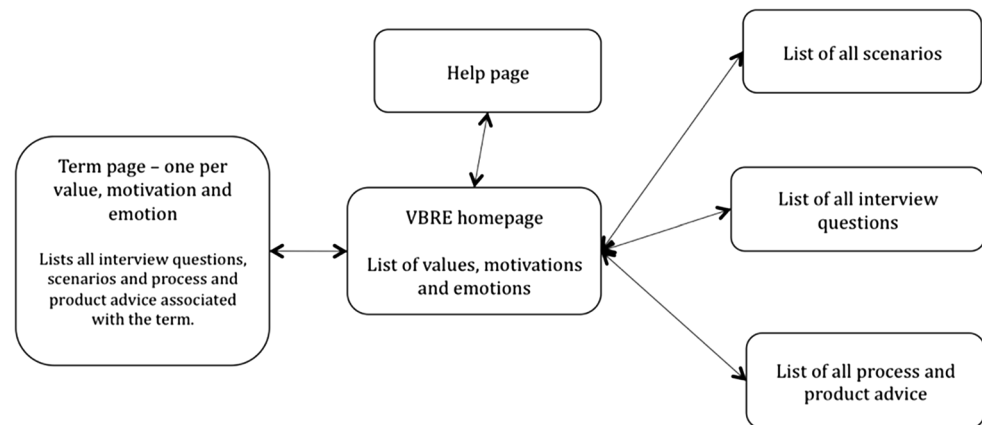 Help page
List of all scenarios
Term page – one per
value, motivation and
emotion
Lists all interview questions,
scenarios and process and
product advice associated
with the term.
VBRE homepage
List of values, motivations
and emotions
List of all interview
questions
List of all process and
product advice